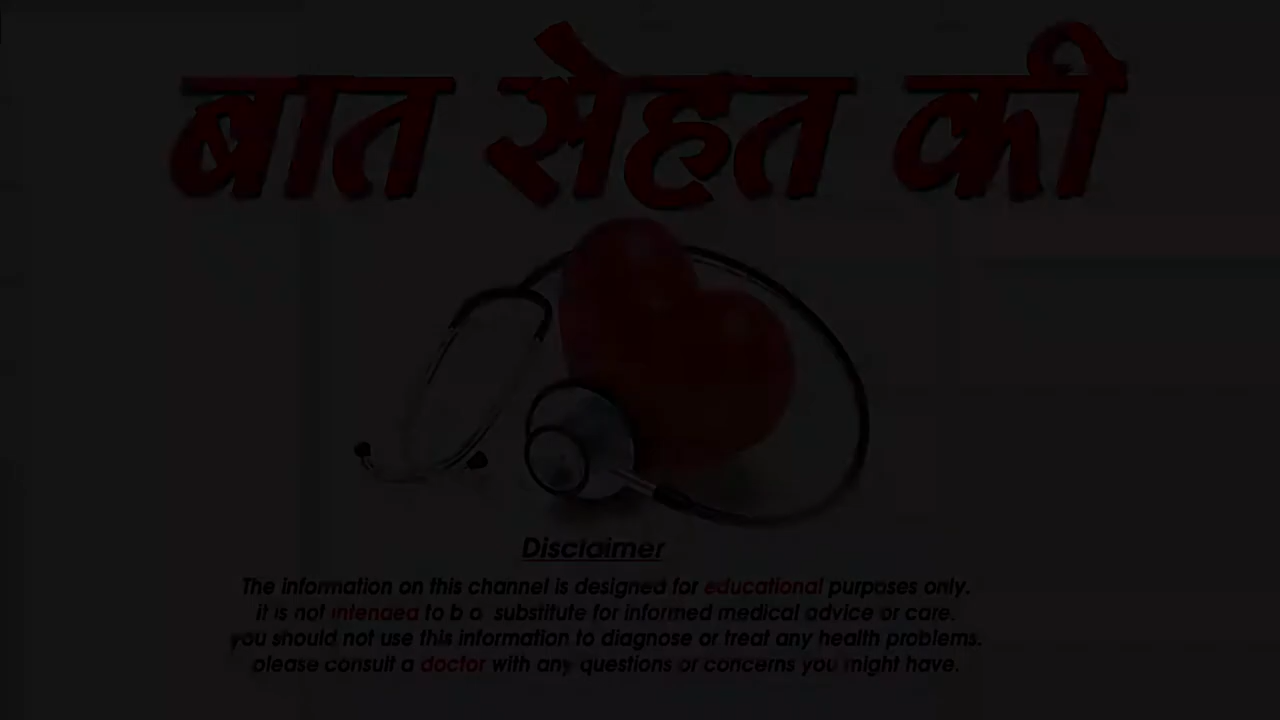 बात सेहत की
Disclaimer
The information on this channel is designed for educational purposes only.
it is not intended to b a substitute for informed medical advice or care.
you should not use this information to diagnose or treat any health problems.
please consult a doctor with any questions or concerns you might have.